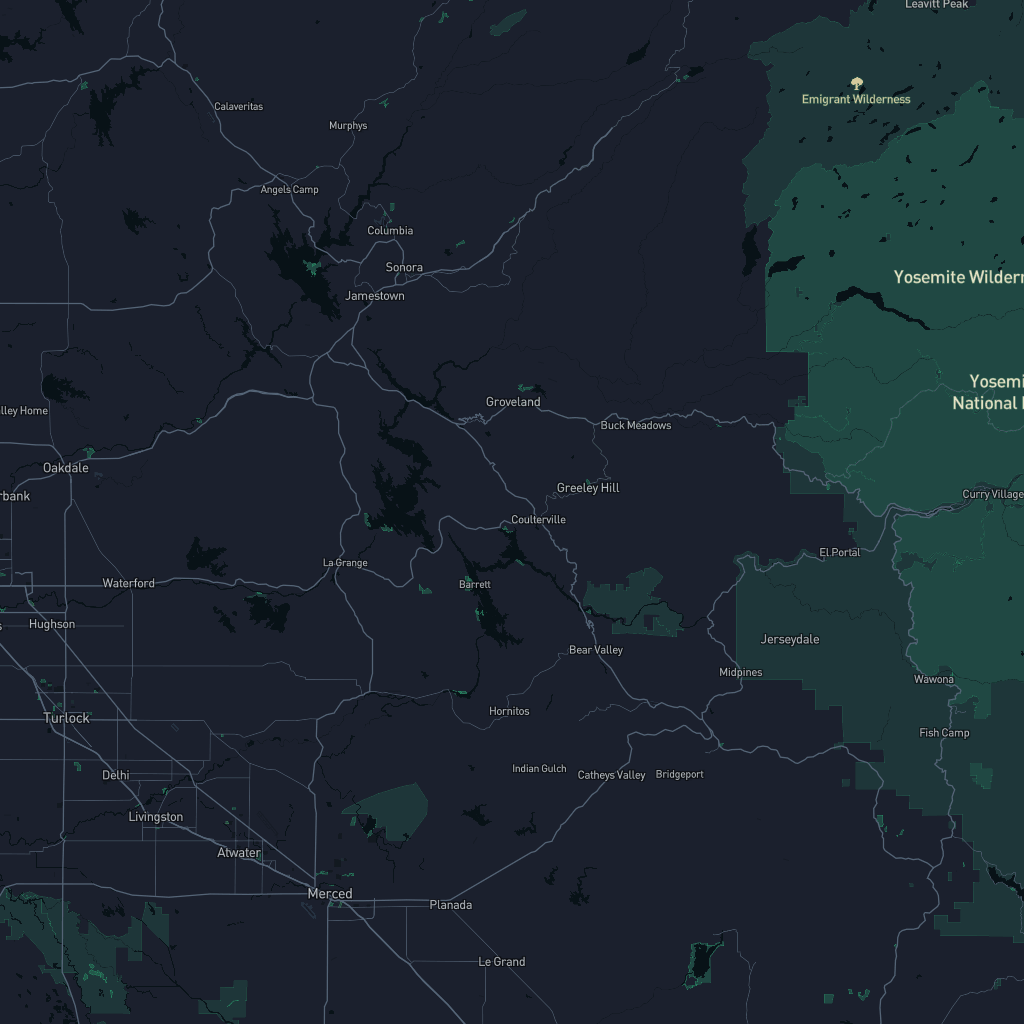 Leavitt Peak
Emigrant Wilderness
Calaveritas
Murphys
Angels Camp
Columbia
Sonora
Yosemite Wildern
Jamestown
Yosemi
National
Groveland
lley Home
Buck Meadows
Oakdale
rbank
Greeley Hill
Curry Village
Coulterville
El Portal
La Grange
Waterford
Barrett
Hughson
s
Jerseydale
Bear Valley
Midpines
Wawona
Hornitos
Turlock
Fish Camp
Indian Gulch
Catheys Valley
Bridgeport
Delhi
Livingston
Atwater
Merced
Planada
Le Grand